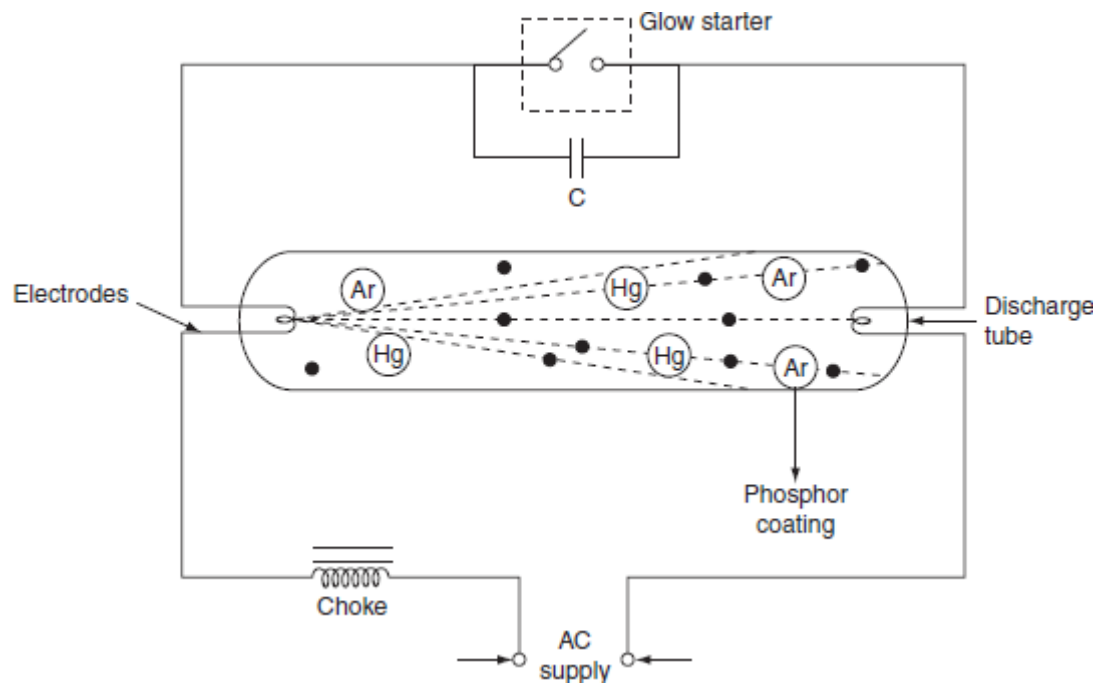 Glow starter
C
Ar
Hg
Ar
Electrodes
Discharge
tube
Hg
Hg
Ar
Phosphor
coating
Choke
AC
supply